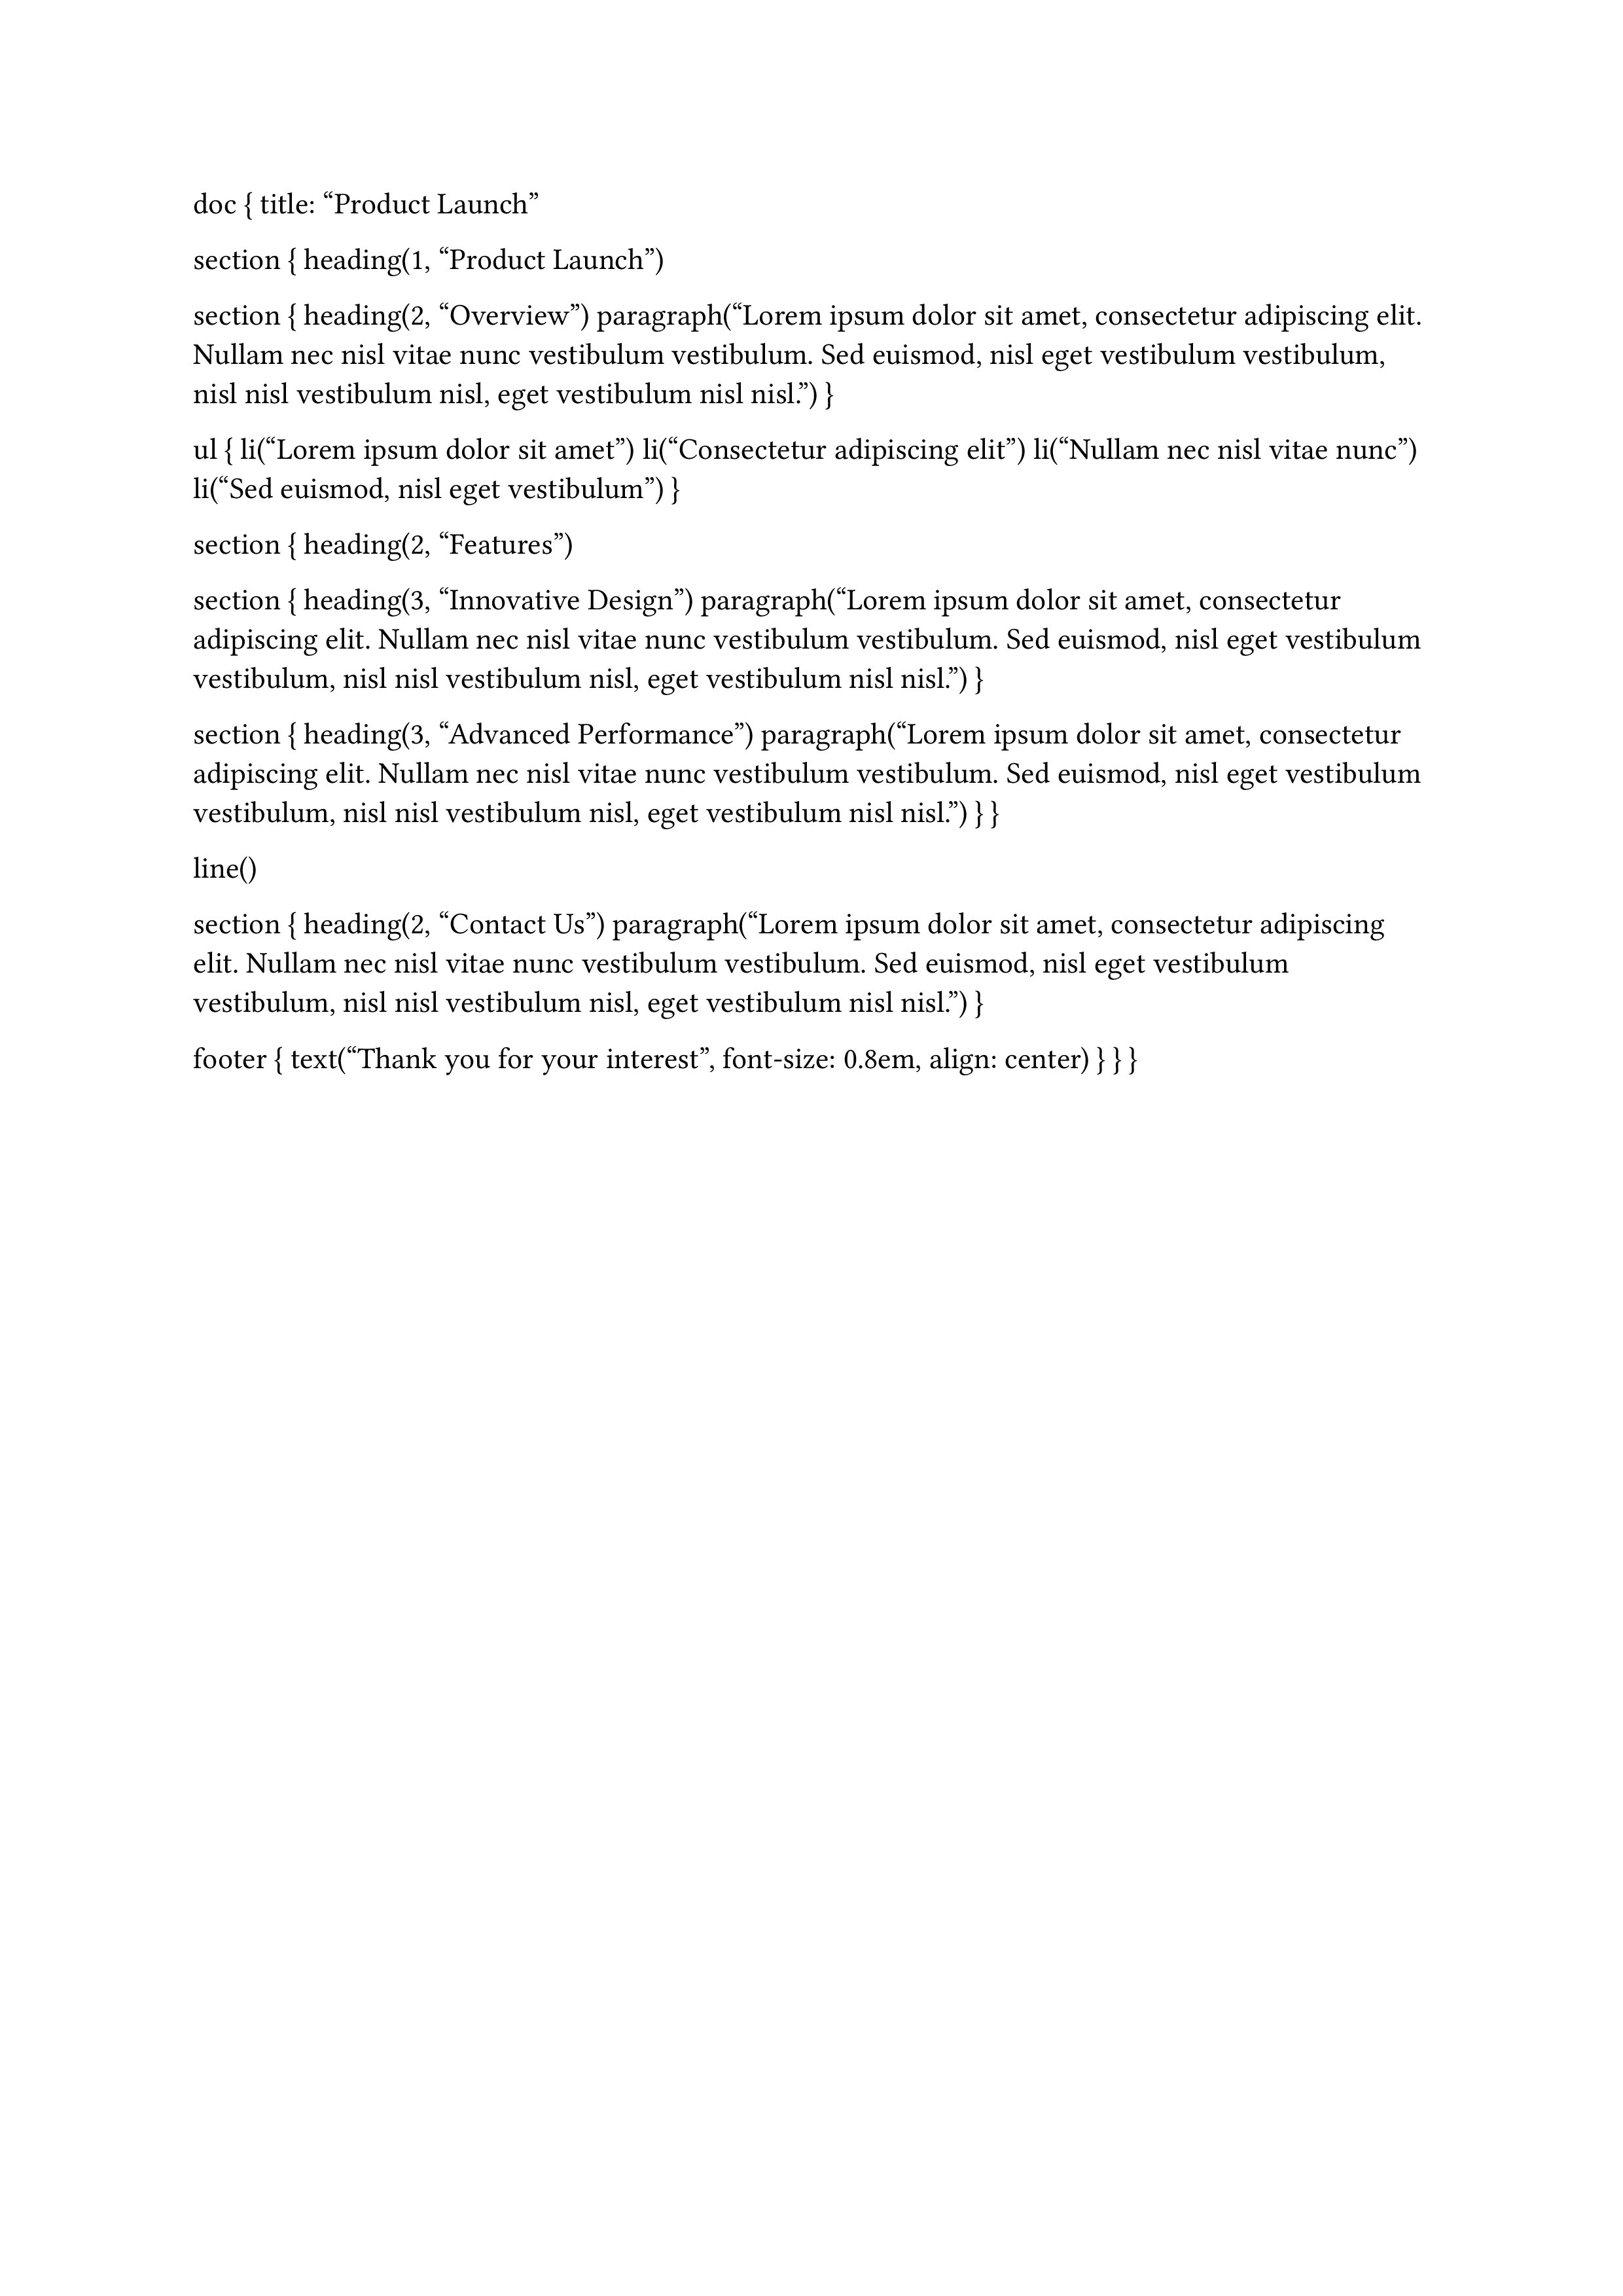 doc { title: “Product Launch”
section { heading(1, “Product Launch”)
section { heading(2, “Overview”) paragraph(“Lorem ipsum dolor sit amet, consectetur adipiscing elit.
Nullam nec nisl vitae nunc vestibulum vestibulum. Sed euismod, nisl eget vestibulum vestibulum,
nisl nisl vestibulum nisl, eget vestibulum nisl nisl.”) }
ul { li(“Lorem ipsum dolor sit amet”) li(“Consectetur adipiscing elit”) li(“Nullam nec nisl vitae nunc”)
li(“Sed euismod, nisl eget vestibulum”) }
section { heading(2, “Features”)
section { heading(3, “Innovative Design”) paragraph(“Lorem ipsum dolor sit amet, consectetur
adipiscing elit. Nullam nec nisl vitae nunc vestibulum vestibulum. Sed euismod, nisl eget vestibulum
vestibulum, nisl nisl vestibulum nisl, eget vestibulum nisl nisl.”) }
section { heading(3, “Advanced Performance”) paragraph(“Lorem ipsum dolor sit amet, consectetur
adipiscing elit. Nullam nec nisl vitae nunc vestibulum vestibulum. Sed euismod, nisl eget vestibulum
vestibulum, nisl nisl vestibulum nisl, eget vestibulum nisl nisl.”) } }
line()
section { heading(2, “Contact Us”) paragraph(“Lorem ipsum dolor sit amet, consectetur adipiscing
elit. Nullam nec nisl vitae nunc vestibulum vestibulum. Sed euismod, nisl eget vestibulum
vestibulum, nisl nisl vestibulum nisl, eget vestibulum nisl nisl.”) }
footer { text(“Thank you for your interest”, font-size: 0.8em, align: center) } } }